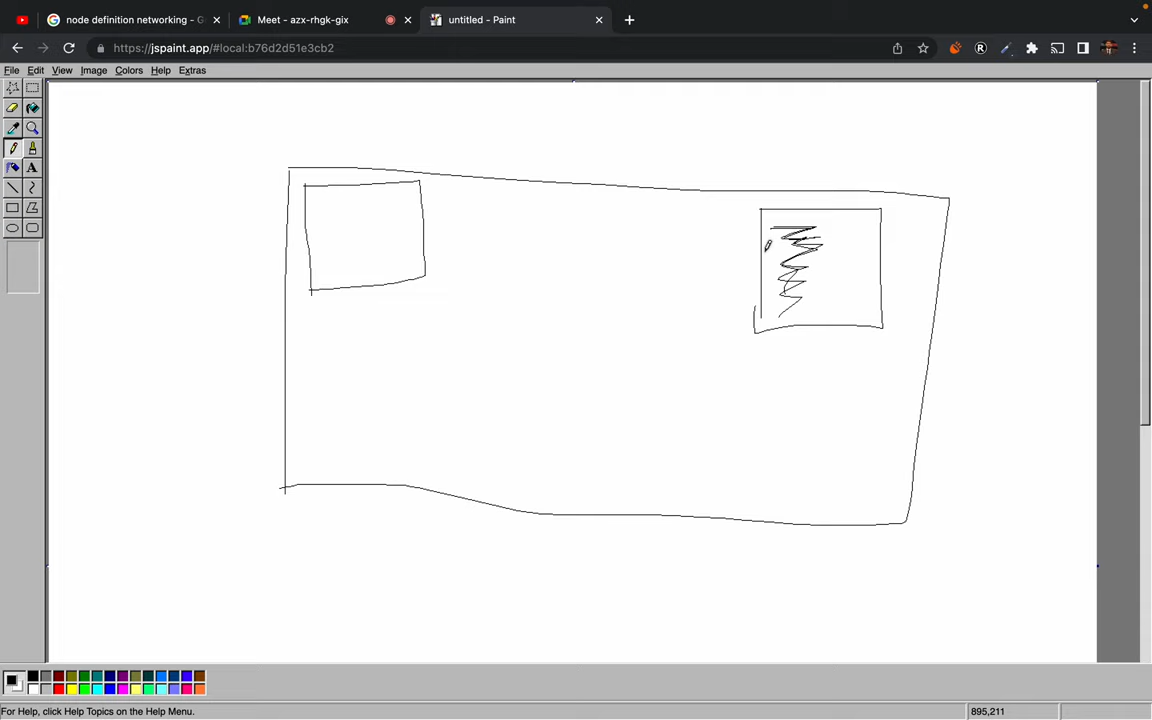 node definition networking - G
Meet - azx-rhgk-gix
untitled - Paint
https://jspaint.app/#local:b76d2d51e3cb2
File Edit View Image Colors Help Extras
A
For Help, click Help Topics on the Help Menu.
895,211